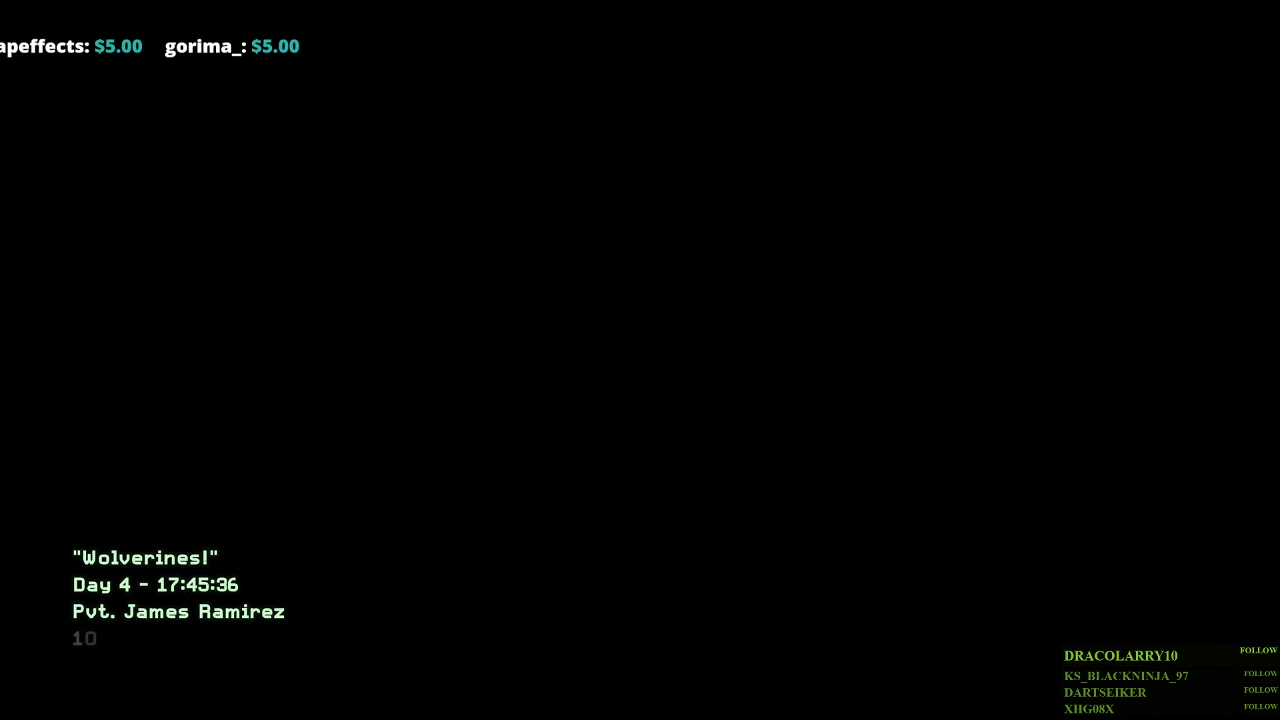 apeffects: $5.00 gorima_: $5.00
"Wolverines!"
Day 4 - 17:45:36
Pvt. James Ramirez
10
DRACOLARRY10 FOLLOW
KS_BLACKNINJA_97 FOLLOW
DARTSEIKER FOLLOW
XIIG08X FOLLOW